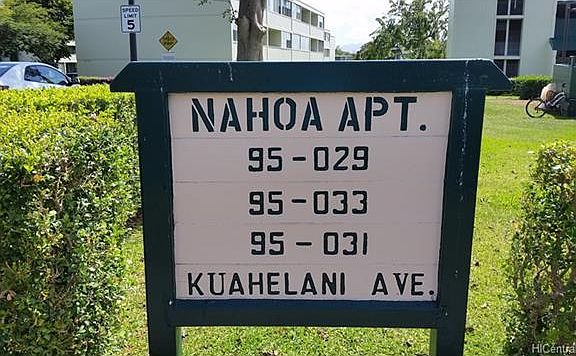 SPEED
LIMIT
5
NAHOA APT.
95-029
95-033
95-031
KUAHELANI AVE.
HICentral